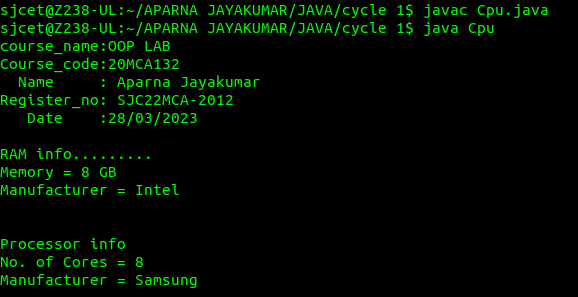 sjcet@Z238-UL:~/APARNA JAYAKUMAR/JAVA/cycle 1$ javac Cpu.java
sjcet@Z238-UL:~/APARNA JAYAKUMAR/JAVA/cycle 1$ java Cpu
course_name:OOP LAB
Course_code:20MCA132
  Name     : Aparna Jayakumar
Register_no: SJC22MCA-2012
   Date    :28/03/2023
RAM info.........
Memory = 8 GB
Manufacturer = Intel
Processor info
No. of Cores = 8
Manufacturer = Samsung